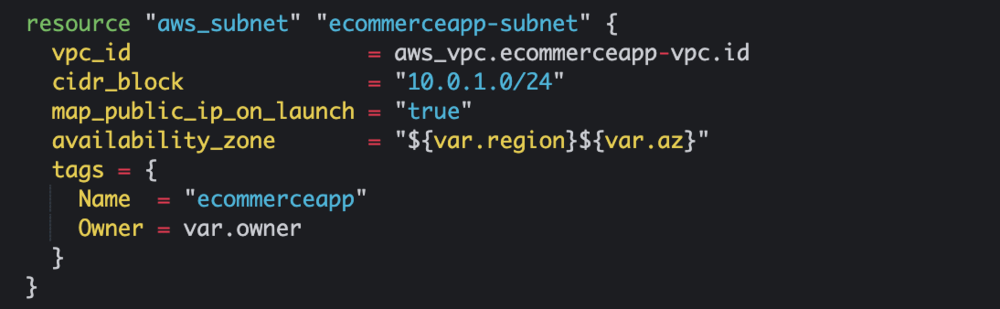 resource "aws_subnet" "ecommerceapp-subnet" {
  vpc_id                  = aws_vpc.ecommerceapp-vpc.id
  cidr_block              = "10.0.1.0/24"
  map_public_ip_on_launch = "true"
  availability_zone       = "${var.region}${var.az}"
  tags = {
    Name  = "ecommerceapp"
    Owner = var.owner
  }
}